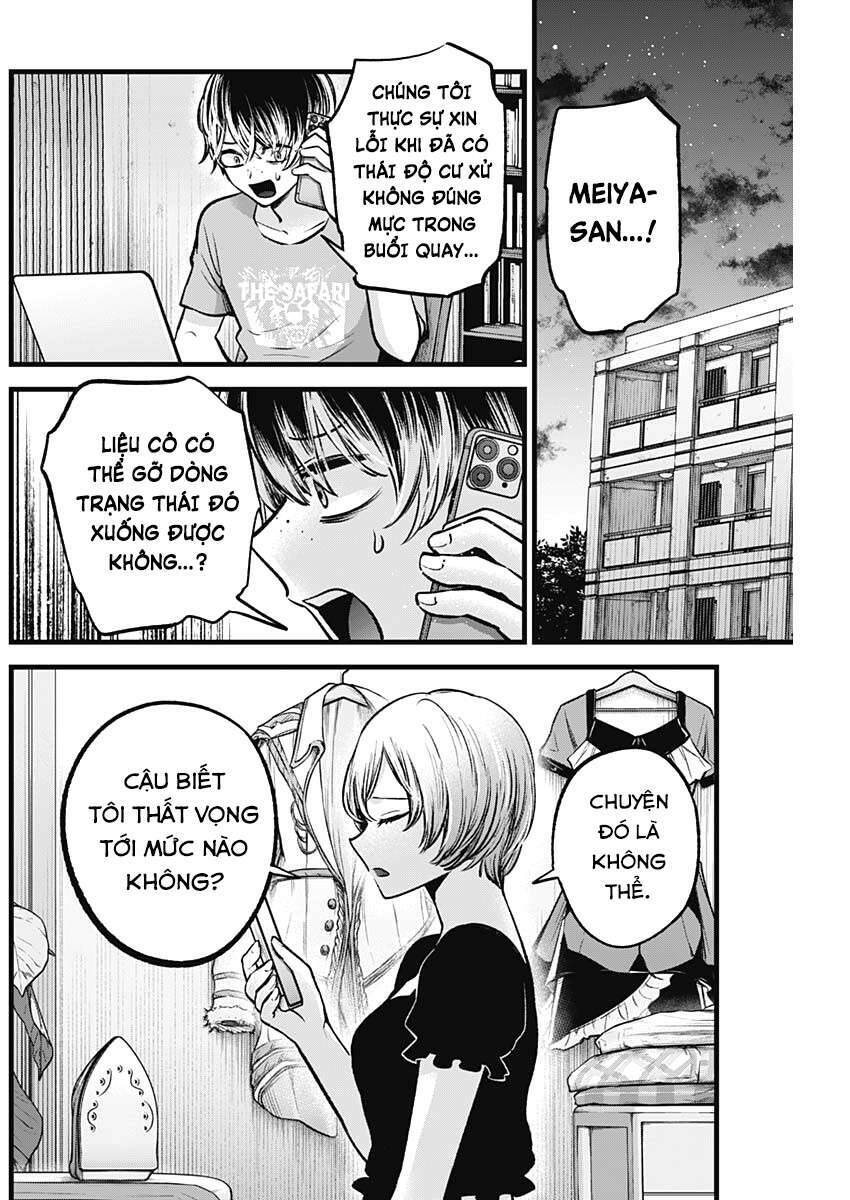 MEIYA-
SAN...!
CHÚNG TÔI
THỰC SỰ XIN
LỖI KHI ĐÃ CÓ
THÁI ĐỘ CƯ XỬ
KHÔNG ĐÚNG
MỰC TRONG
BUỔI QUAY...
THE SAFARI
LIỆU CÔ CÓ
THỂ GỠ DÒNG
TRẠNG THÁI ĐÓ
XUỐNG ĐƯỢC
KHÔNG...?
CHUYỆN
ĐÓ LÀ
KHÔNG
THỂ.
CẬU BIẾT
TÔI THẤT VỌNG
TỚI MỨC NÀO
KHÔNG?